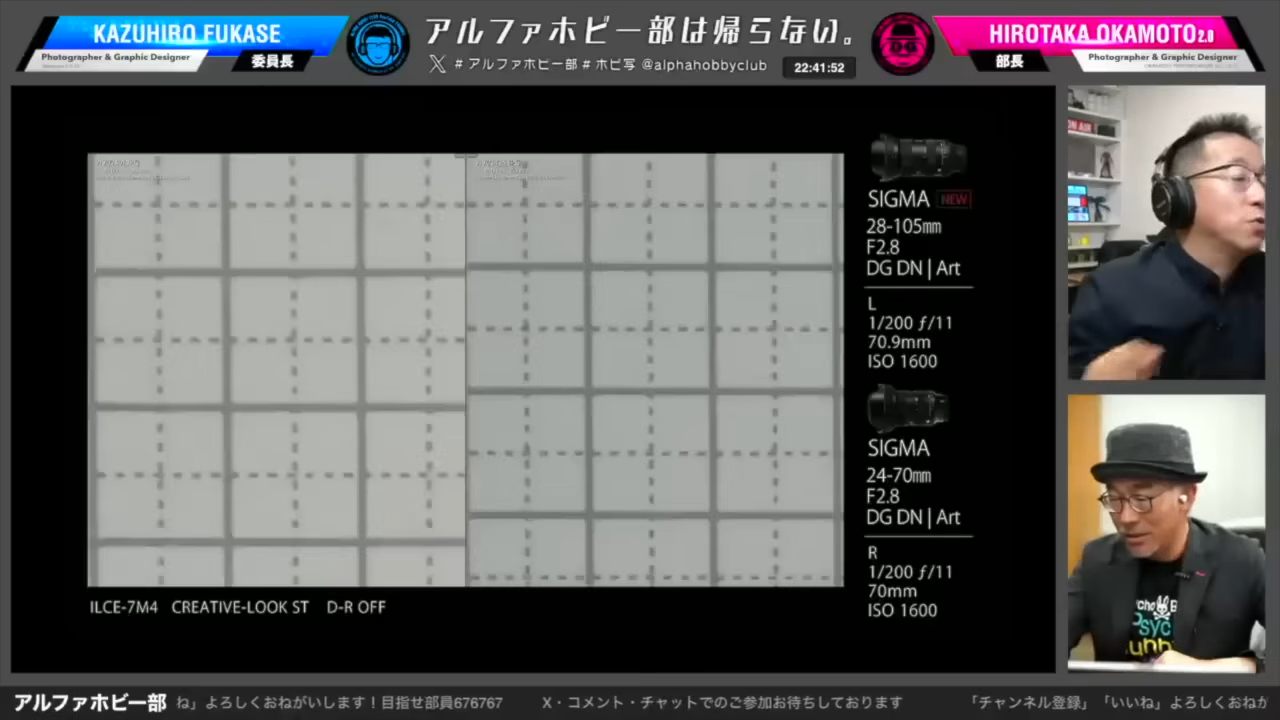 KAZUHIRO FUKASE
Photographer & Graphic Designer
委員長
アルファホビー部は帰らない。
# アルファホビー部 # ホビ写 @alphahobbyclub
22:41:52
HIROTAKA OKAMOTO2.0
部長
Photographer & Graphic Designer
SIGMA NEW
28-105mm
F2.8
DG DN | Art
L
1/200 ƒ/11
70.9mm
ISO 1600
SIGMA
24-70mm
F2.8
DG DN | Art
R
1/200 ƒ/11
70mm
ISO 1600
ILCE-7M4 CREATIVE-LOOK ST D-R OFF
ON AIR
Psyc
unn
アルファホビー部 ね」よろしくおねがいします！目指せ部員676767 X・コメント・チャットでのご参加お待ちしております 「チャンネル登録」「いいね」よろしくおねが